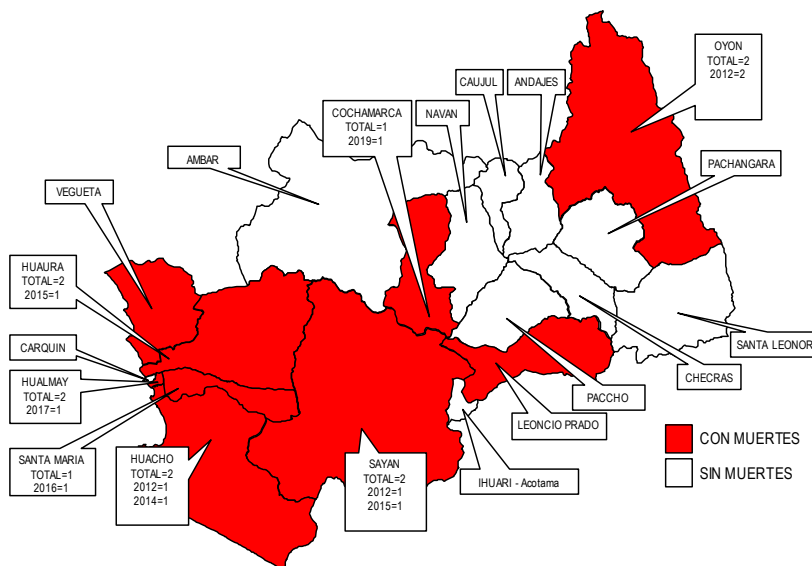 OYON
TOTAL=2
2012=2
CAUJUL
ANDAJES
COCHAMARCA
TOTAL=1
2019=1
NAVAN
AMBAR
PACHANGARA
VEGUETA
HUAURA
TOTAL=2
2015=1
CARQUIN
SANTA LEONOR
HUALMAY
TOTAL=2
2017=1
CHECRAS
PACCHO
LEONCIO PRADO
SANTA MARIA
TOTAL=1
2016=1
HUACHO
TOTAL=2
2012=1
2014=1
SAYAN
TOTAL=2
2012=1
2015=1
IHUARI - Acotama
CON MUERTES
SIN MUERTES